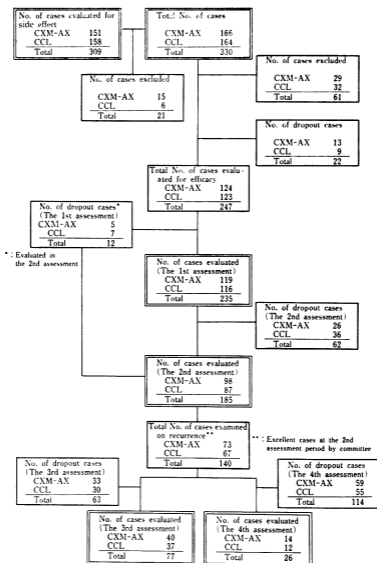 No. of cases evaluated for
side effect
CXM-AX 151
CCL 158
Total 309
Total No. of cases
CXM-AX 166
CCL 164
Total 330
No. of cases excluded
CXM-AX 15
CCL 6
Total 21
No. of cases excluded
CXM-AX 29
CCL 32
Total 61
No. of dropout cases
CXM-AX 13
CCL 9
Total 22
Total No. of cases evalu-
ated for efficacy
CXM-AX 124
CCL 123
Total 247
No. of dropout cases*
(The 1st assessment)
CXM-AX 5
CCL 7
Total 12
* : Evaluated in
the 2nd assessment
No. of cases evaluated
(The 1st assessment)
CXM-AX 119
CCL 116
Total 235
No. of dropout cases
(The 2nd assessment)
CXM-AX 26
CCL 36
Total 62
No. of cases evaluated
(The 2nd assessment)
CXM-AX 98
CCL 87
Total 185
Total No. of cases examined
on recurrence**
CXM-AX 73
CCL 67
Total 140
** : Excellent cases at the 2nd
assessment period by committee
No. of dropout cases
(The 3rd assessment)
CXM-AX 33
CCL 30
Total 63
No. of dropout cases
(The 4th assessment)
CXM-AX 59
CCL 55
Total 114
No. of cases evaluated
(The 3rd assessment)
CXM-AX 40
CCL 37
Total 77
No. of cases evaluated
(The 4th assessment)
CXM-AX 14
CCL 12
Total 26